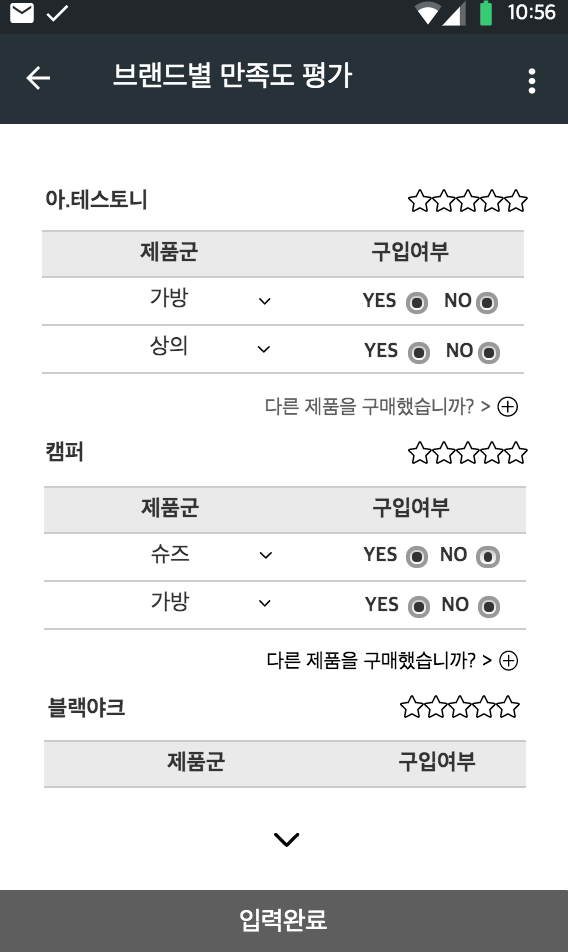 10:56
브랜드별 만족도 평가
아.테스토니
제품군 구입여부
가방 YES NO
상의 YES NO
다른 제품을 구매했습니까? >
캠퍼
제품군 구입여부
슈즈 YES NO
가방 YES NO
다른 제품을 구매했습니까? >
블랙야크
제품군 구입여부
입력완료